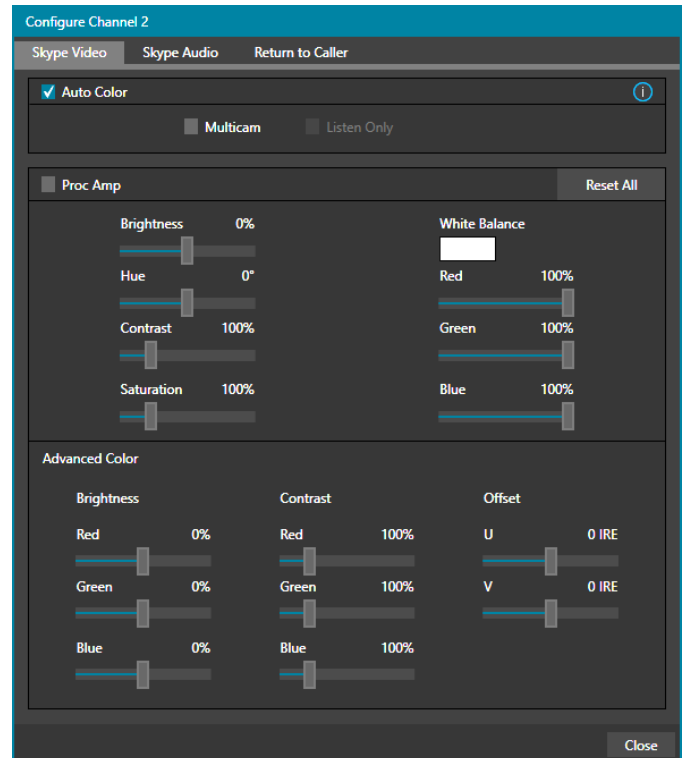 Configure Channel 2
Skype Video Skype Audio Return to Caller
Auto Color
Multicam Listen Only
Proc Amp Reset All
Brightness 0% White Balance
Hue 0° Red 100%
Contrast 100% Green 100%
Saturation 100% Blue 100%
Advanced Color
Brightness Contrast Offset
Red 0% Red 100% U 0 IRE
Green 0% Green 100% V 0 IRE
Blue 0% Blue 100%
Close